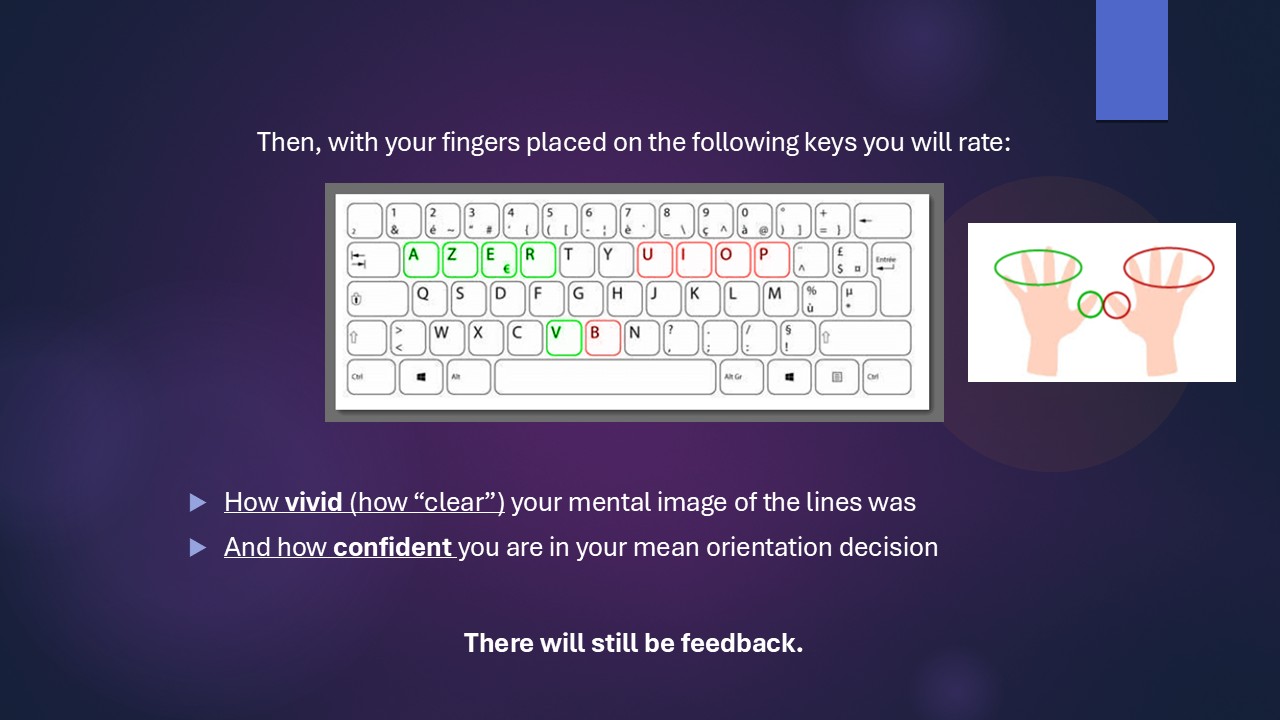 Then, with your fingers placed on the following keys you will rate:
² 1 & 2 é ~ 3 " # 4 ' { 5 ( [ 6 - ¦ 7 è ` 8 _ \ 9 ç ^ 0 à @ ° ) ] + = }
A Z E € R T Y U I O P ¨ ^ £ $ ¤ Entrée
Q S D F G H J K L M % ù µ *
> < W X C V B N ? , . ; / : § !
Ctrl Alt Alt Gr Ctrl
How vivid (how “clear”) your mental image of the lines was
And how confident you are in your mean orientation decision
There will still be feedback.